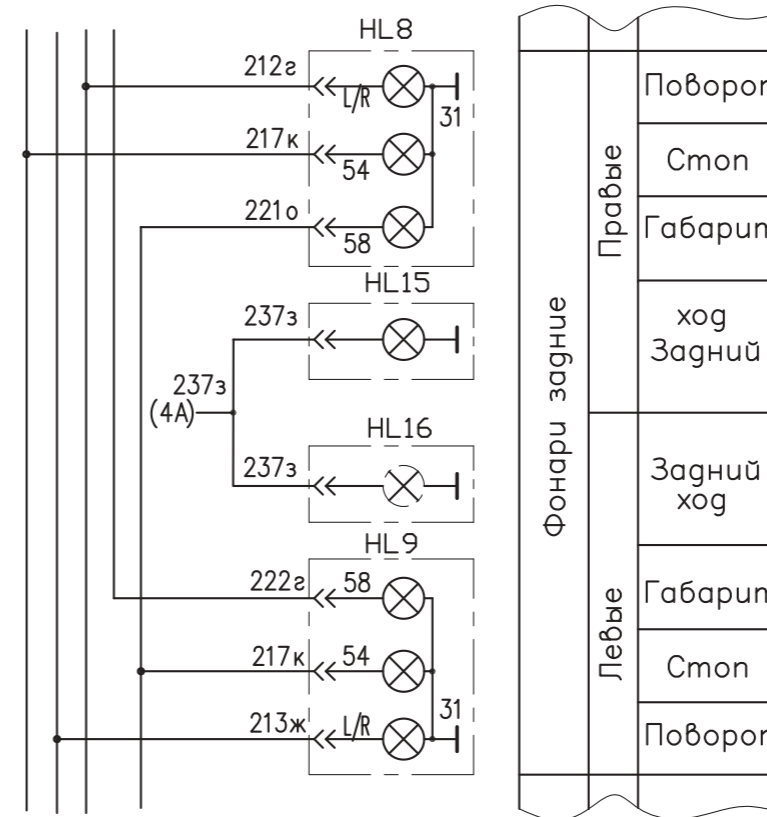 HL8
212г
L/R
31
217к
54
221о
58
HL15
237з
237з
(4А)
HL16
237з
HL9
222г
58
217к
54
213ж
L/R
31
Фонари задние
Правые
Поворот
Стоп
Габарит
ход
Задний
Левые
Задний
ход
Габарит
Стоп
Поворот